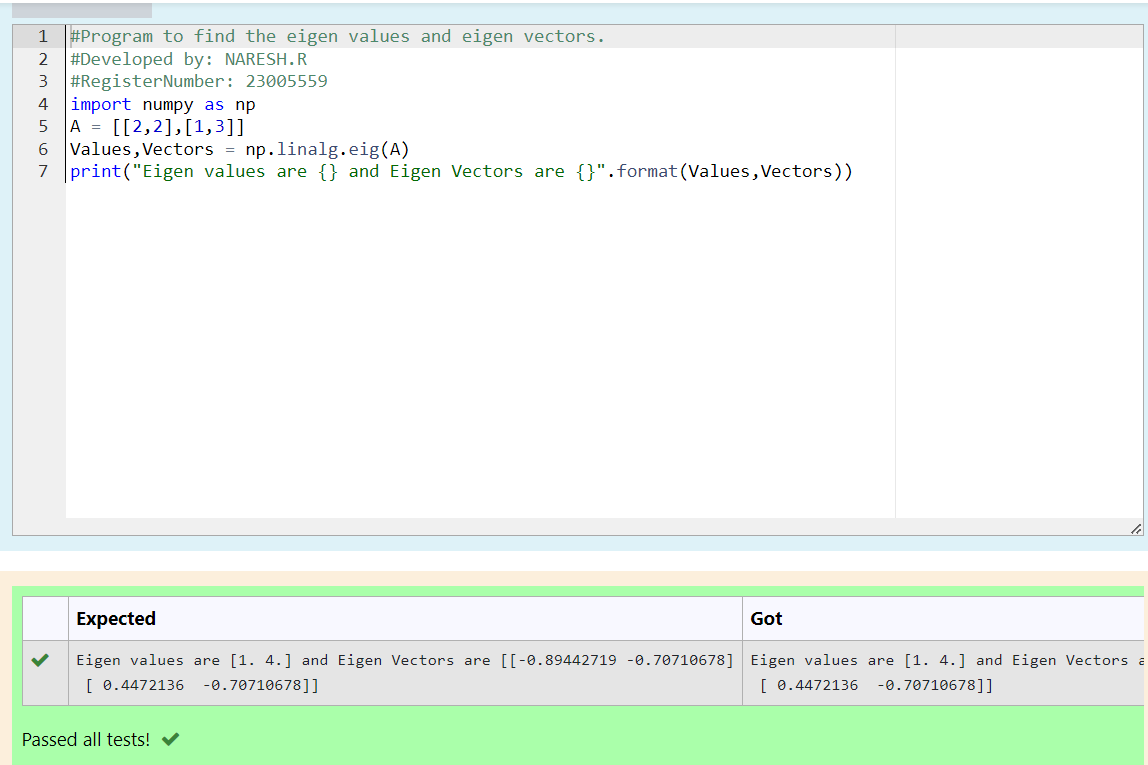 1 #Program to find the eigen values and eigen vectors.
2 #Developed by: NARESH.R
3 #RegisterNumber: 23005559
4 import numpy as np
5 A = [[2,2],[1,3]]
6 Values,Vectors = np.linalg.eig(A)
7 print("Eigen values are {} and Eigen Vectors are {}".format(Values,Vectors))
Expected Got
Eigen values are [1. 4.] and Eigen Vectors are [[-0.89442719 -0.70710678] Eigen values are [1. 4.] and Eigen Vectors
[ 0.4472136 -0.70710678]] [ 0.4472136 -0.70710678]]
Passed all tests!